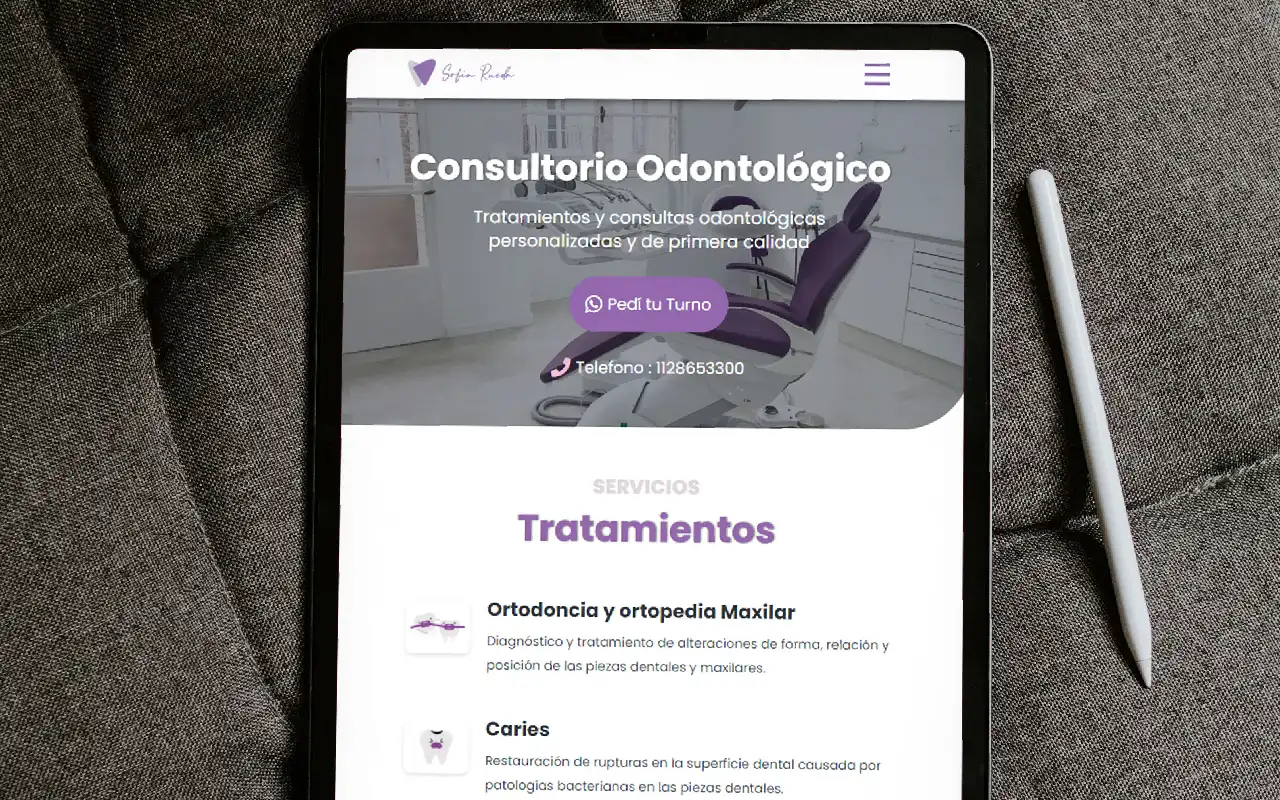 Sofia Rueda
Consultorio Odontológico
Tratamientos y consultas odontológicas
personalizadas y de primera calidad
Pedí tu Turno
Telefono : 1128653300
SERVICIOS
Tratamientos
Ortodoncia y ortopedia Maxilar
Diagnóstico y tratamiento de alteraciones de forma, relación y
posición de las piezas dentales y maxilares.
Caries
Restauración de rupturas en la superficie dental causada por
patologías bacterianas en las piezas dentales.